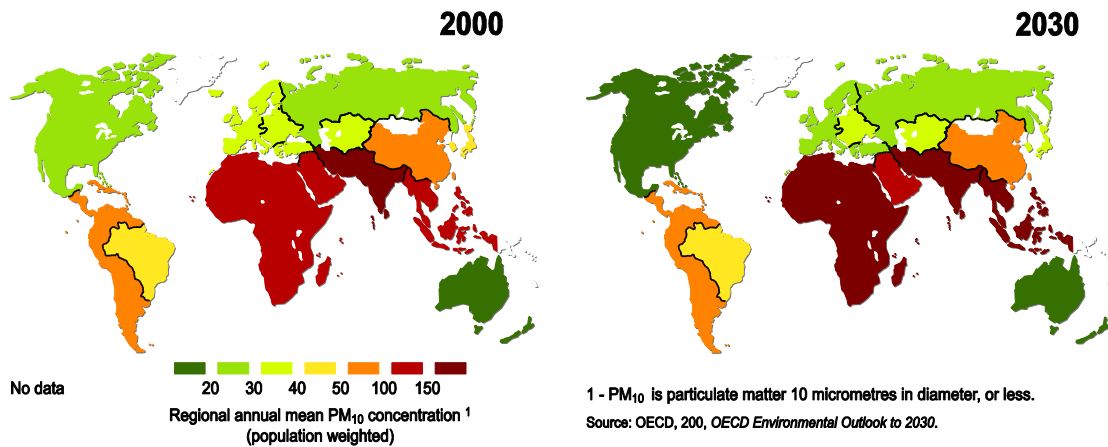 2000
2030
No data
20 30 40 50 100 150
Regional annual mean PM₁₀ concentration ¹
(population weighted)
1 - PM₁₀ is particulate matter 10 micrometres in diameter, or less.
Source: OECD, 200, OECD Environmental Outlook to 2030.